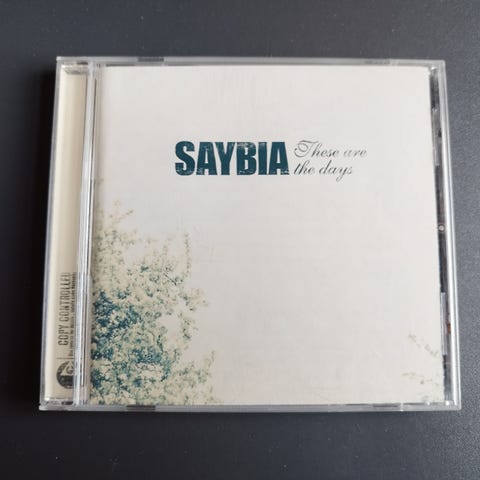 SAYBIA
These are
the days
COPY CONTROLLED